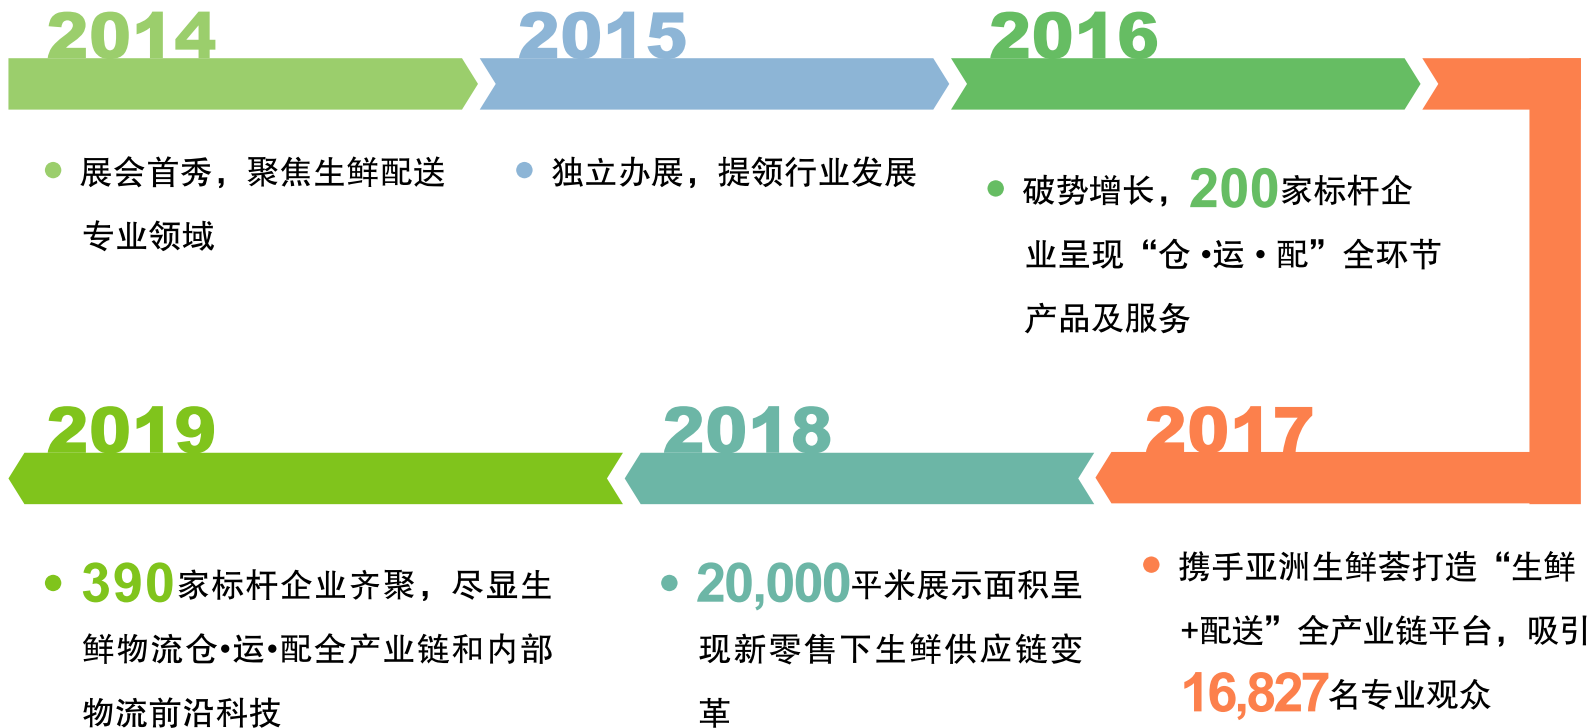 2014
展会首秀，聚焦生鲜配送
专业领域
2015
独立办展，提领行业发展
2016
破势增长，200家标杆企
业呈现“仓·运·配”全环节
产品及服务
2017
携手亚洲生鲜荟打造“生鲜
+配送”全产业链平台，吸引
16,827名专业观众
2018
20,000平米展示面积呈
现新零售下生鲜供应链变
革
2019
390家标杆企业齐聚，尽显生
鲜物流仓·运·配全产业链和内部
物流前沿科技